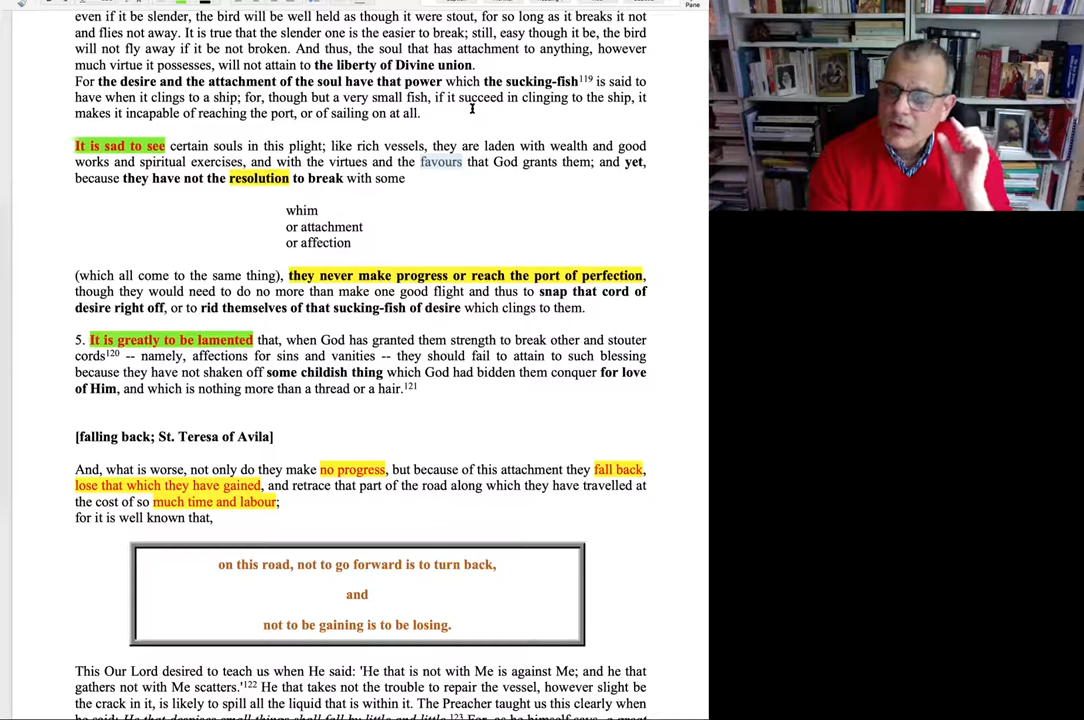 Pane
even if it be slender, the bird will be well held as though it were stout, for so long as it breaks it not
and flies not away. It is true that the slender one is the easier to break; still, easy though it be, the bird
will not fly away if it be not broken. And thus, the soul that has attachment to anything, however
much virtue it possesses, will not attain to the liberty of Divine union.
For the desire and the attachment of the soul have that power which the sucking-fish119 is said to
have when it clings to a ship; for, though but a very small fish, if it succeed in clinging to the ship, it
makes it incapable of reaching the port, or of sailing on at all.
It is sad to see certain souls in this plight; like rich vessels, they are laden with wealth and good
works and spiritual exercises, and with the virtues and the favours that God grants them; and yet,
because they have not the resolution to break with some
whim
or attachment
or affection
(which all come to the same thing), they never make progress or reach the port of perfection,
though they would need to do no more than make one good flight and thus to snap that cord of
desire right off, or to rid themselves of that sucking-fish of desire which clings to them.
5. It is greatly to be lamented that, when God has granted them strength to break other and stouter
cords120 -- namely, affections for sins and vanities -- they should fail to attain to such blessing
because they have not shaken off some childish thing which God had bidden them conquer for love
of Him, and which is nothing more than a thread or a hair.121
[falling back; St. Teresa of Avila]
And, what is worse, not only do they make no progress, but because of this attachment they fall back,
lose that which they have gained, and retrace that part of the road along which they have travelled at
the cost of so much time and labour;
for it is well known that,
on this road, not to go forward is to turn back,
and
not to be gaining is to be losing.
This Our Lord desired to teach us when He said: 'He that is not with Me is against Me; and he that
gathers not with Me scatters.'122 He that takes not the trouble to repair the vessel, however slight be
the crack in it, is likely to spill all the liquid that is within it. The Preacher taught us this clearly when
he said: He that despises small things shall fall by little and little.123 For, as he himself says, a great